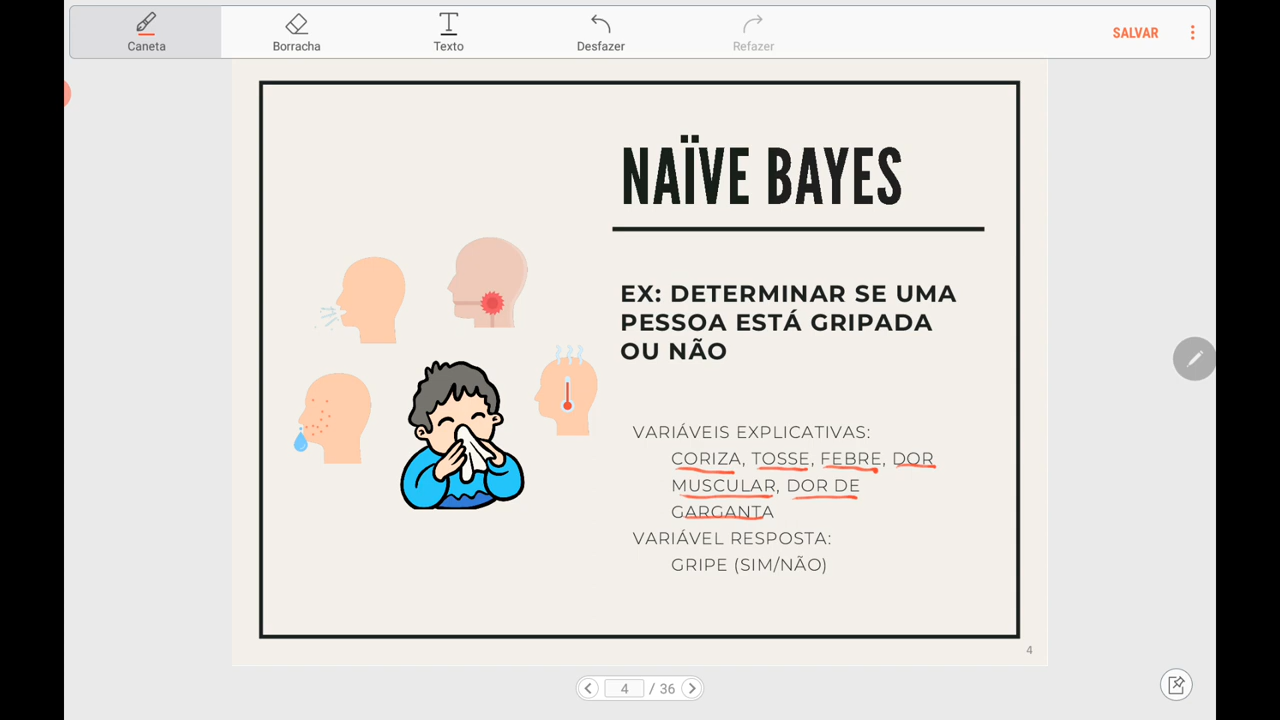 Caneta
Borracha
Texto
Desfazer
Refazer
SALVAR
NAÏVE BAYES
EX: DETERMINAR SE UMA
PESSOA ESTÁ GRIPADA
OU NÃO
VARIÁVEIS EXPLICATIVAS:
CORIZA, TOSSE, FEBRE, DOR
MUSCULAR, DOR DE
GARGANTA
VARIÁVEL RESPOSTA:
GRIPE (SIM/NÃO)
4
4 / 36